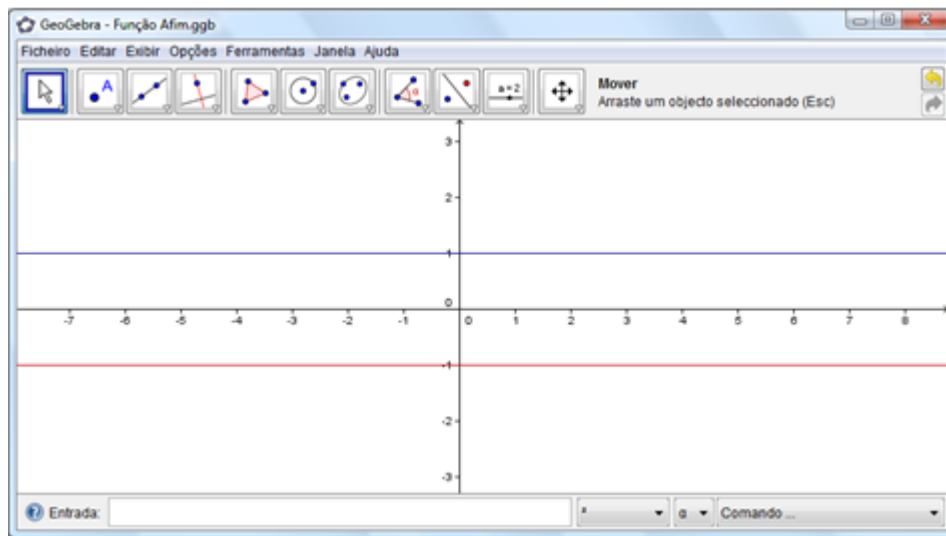 GeoGebra - Função Afim.ggb
Ficheiro Editar Exibir Opções Ferramentas Janela Ajuda
A
α
a=2
Mover
Arraste um objecto seleccionado (Esc)
3
2
1
0
-7 -6 -5 -4 -3 -2 -1 0 1 2 3 4 5 6 7 8
-1
-2
-3
Entrada: ² α Comando ...